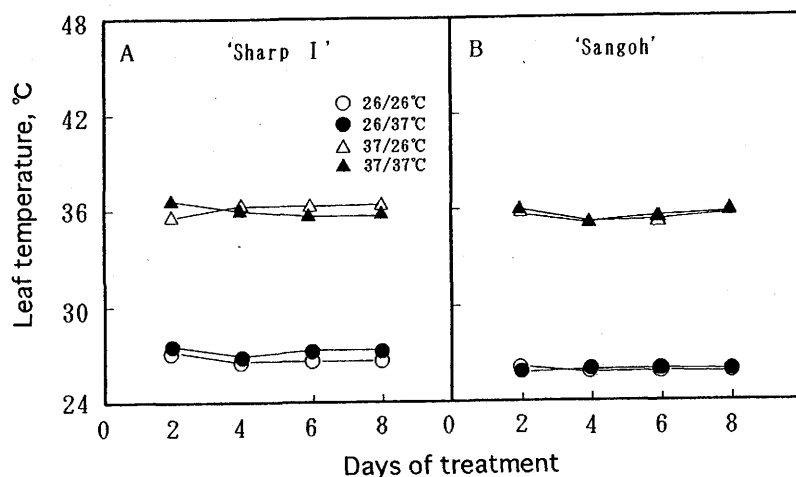 48
A
'Sharp I'
B
'Sangoh'
26/26℃
26/37℃
37/26℃
37/37℃
42
36
30
24
Leaf temperature, ℃
0 2 4 6 8 0 2 4 6 8
Days of treatment